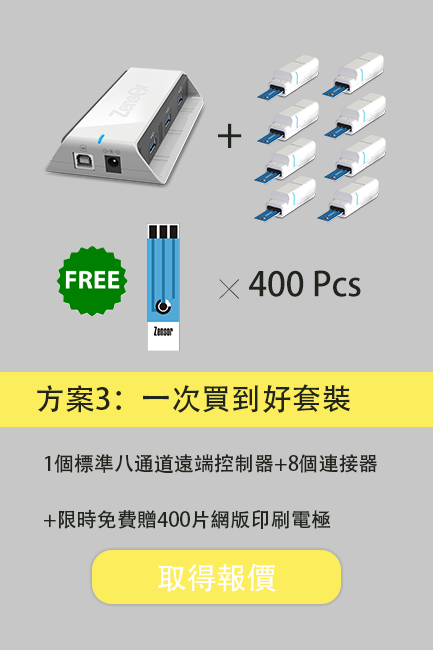 Zensor
+
FREE
Zensor
× 400 Pcs
方案3：一次買到好套裝
1個標準八通道遠端控制器+8個連接器
+限時免費贈400片網版印刷電極
取得報價